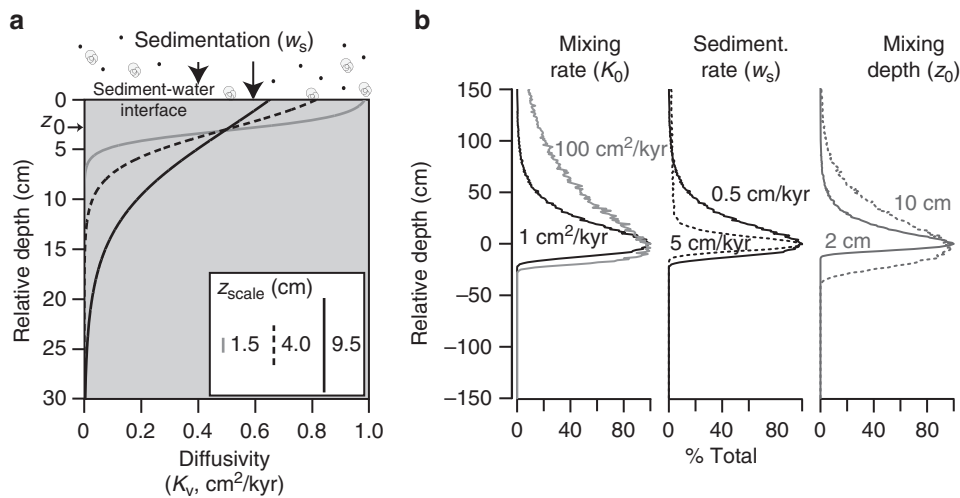 a
Sedimentation (wₛ)
Sediment-water
interface
0
z₀
5
10
15
20
25
30
Relative depth (cm)
z_scale (cm)
1.5 4.0 9.5
0 0.2 0.4 0.6 0.8 1.0
Diffusivity
(Kᵥ, cm²/kyr)
b
Mixing
rate (K₀)
Sediment.
rate (wₛ)
Mixing
depth (z₀)
150
100
50
0
−50
−100
−150
Relative depth (cm)
100 cm²/kyr
1 cm²/kyr
0.5 cm/kyr
5 cm/kyr
10 cm
2 cm
0 40 80 0 40 80 0 40 80
% Total